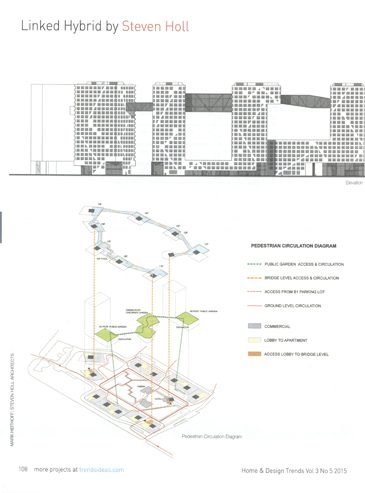 Linked Hybrid by Steven Holl
Elevation
PEDESTRIAN CIRCULATION DIAGRAM
PUBLIC GARDEN ACCESS & CIRCULATION
BRIDGE LEVEL ACCESS & CIRCULATION
ACCESS FROM B1 PARKING LOT
GROUND LEVEL CIRCULATION
COMMERCIAL
LOBBY TO APARTMENT
ACCESS LOBBY TO BRIDGE LEVEL
Pedestrian Circulation Diagram
STEVEN HOLL ARCHITECTS
108 more projects at trendsideas.com
Home & Design Trends Vol. 3 No 5 2015